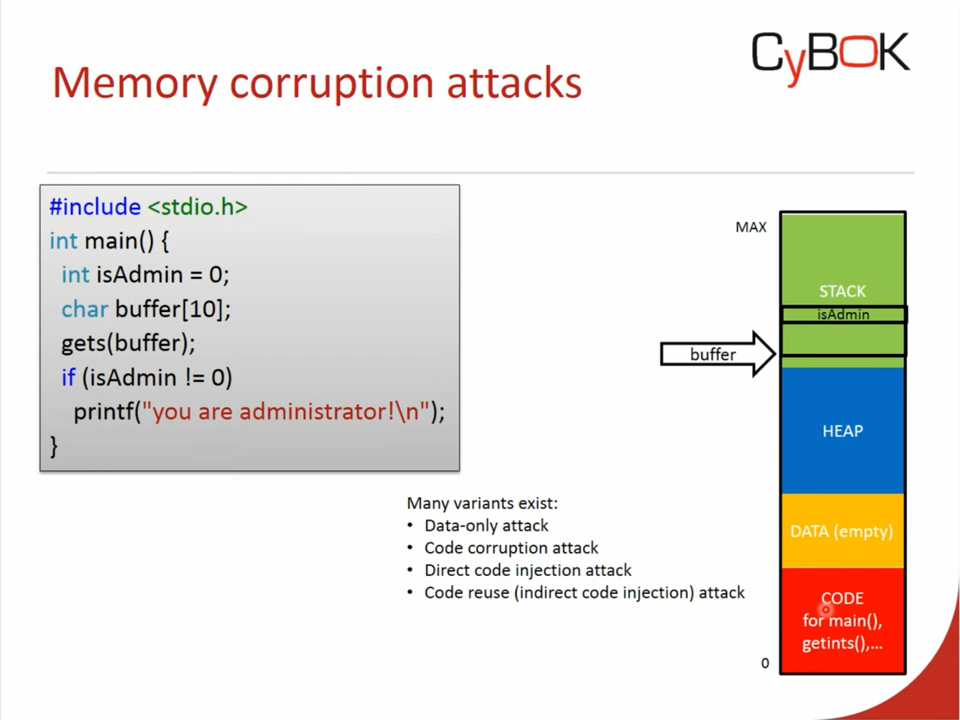 CyBOK
Memory corruption attacks
#include <stdio.h>
int main() {
int isAdmin = 0;
char buffer[10];
gets(buffer);
if (isAdmin != 0)
printf("you are administrator!\n");
}
Many variants exist:
• Data-only attack
• Code corruption attack
• Direct code injection attack
• Code reuse (indirect code injection) attack
MAX
STACK
isAdmin
buffer
HEAP
DATA (empty)
CODE
for main(),
getints(),...
0